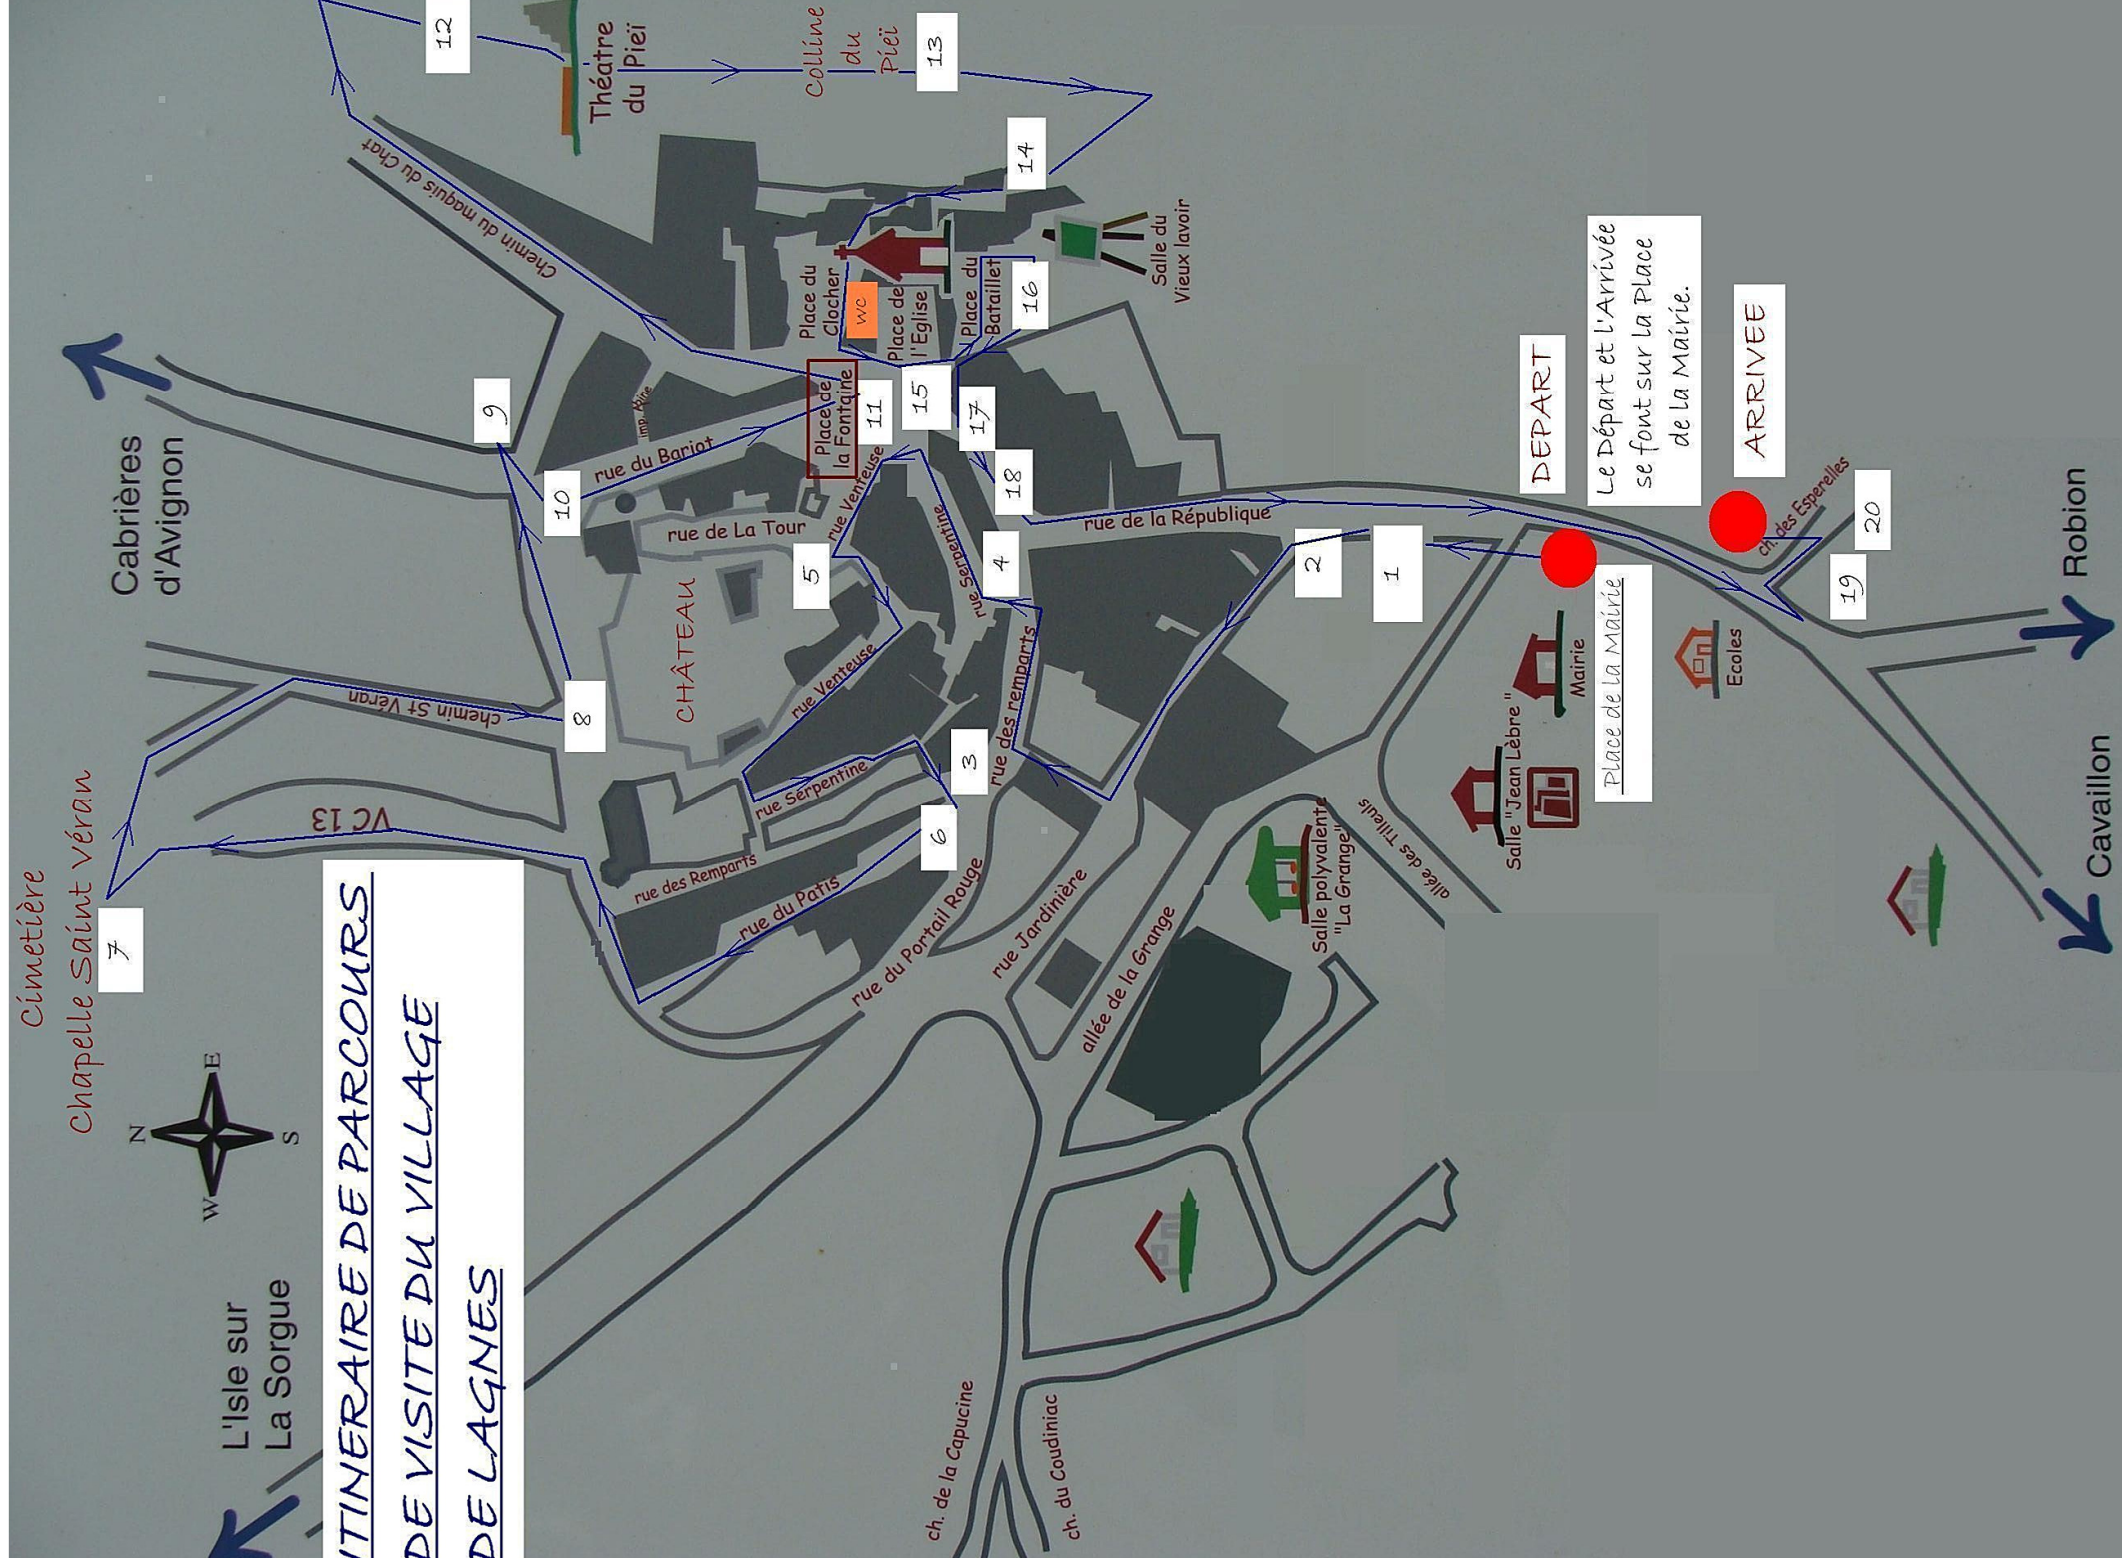 ITINERAIRE DE PARCOURS
DE VISITE DU VILLAGE
DE LAGNES
L'Isle sur
La Sorgue
N
E
S
W
Cimetière
Chapelle Saint Véran
7
Cabrières
d'Avignon
VC 13
chemin St Véran
8
9
10
Chemin du maquis du Chat
12
Théatre
du Pieï
Colline
du
Pieï
13
14
imp. Noire
rue du Bariot
rue de La Tour
CHÂTEAU
Place de
la Fontaine
11
Place du
Clocher
wc
Place de
l'Eglise
15
Place du
Bataillet
16
Salle du
Vieux lavoir
17
18
rue Venteuse
5
rue Serpentine
4
rue Venteuse
rue Serpentine
3
rue des remparts
rue des Remparts
rue du Patis
6
rue du Portail Rouge
rue Jardinière
allée de la Grange
rue de la République
2
1
DEPART
Le Départ et l'Arrivée
se font sur la Place
de la Mairie.
ARRIVEE
ch. des Esperelles
20
19
Mairie
Place de la Mairie
Ecoles
Salle "Jean Lèbre"
allée des Tilleuls
Salle polyvalente
"La Grange"
Robion
Cavaillon
ch. de la Capucine
ch. du Coudiniac